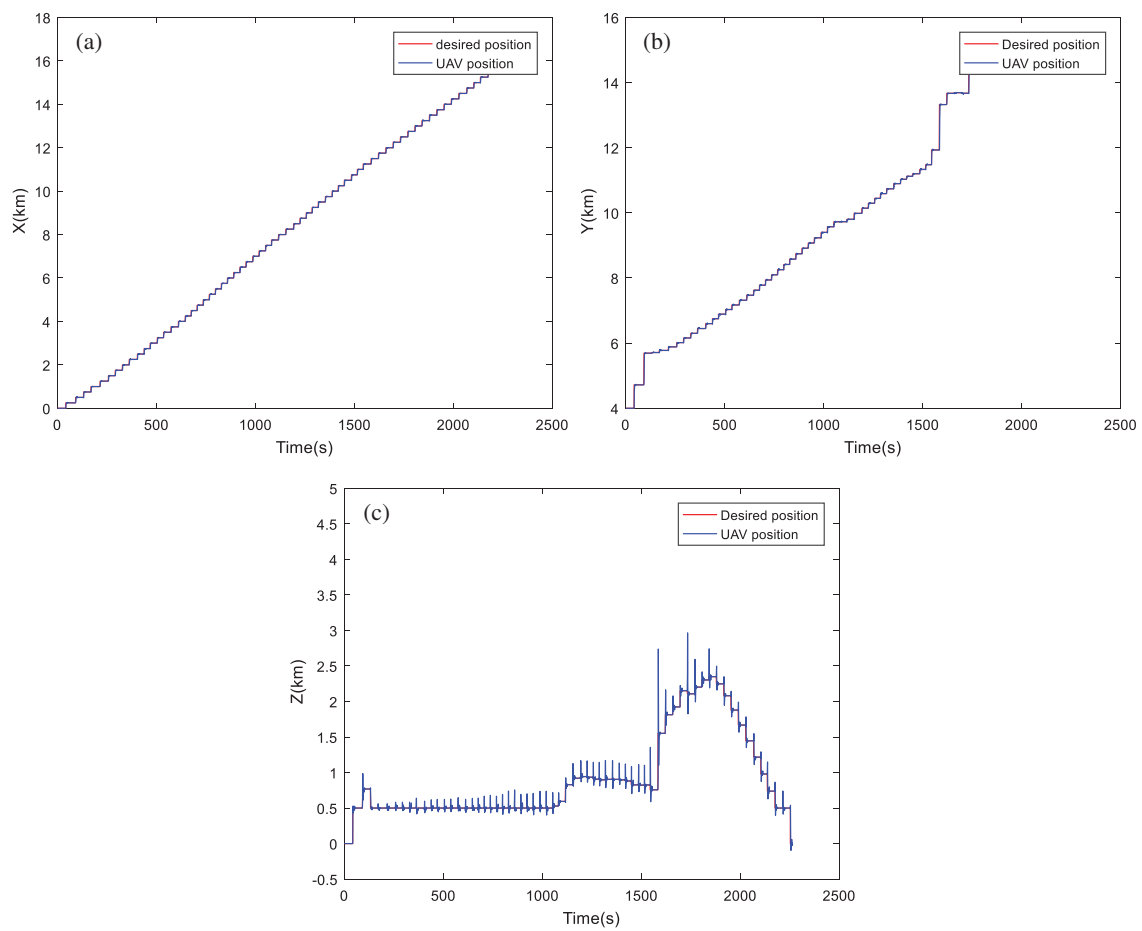 (a)
desired position
UAV position
X(km)
18
16
14
12
10
8
6
4
2
0
0 500 1000 1500 2000 2500
Time(s)
(b)
Desired position
UAV position
Y(km)
16
14
12
10
8
6
4
0 500 1000 1500 2000 2500
Time(s)
(c)
Desired position
UAV position
Z(km)
5
4.5
4
3.5
3
2.5
2
1.5
1
0.5
0
-0.5
0 500 1000 1500 2000 2500
Time(s)